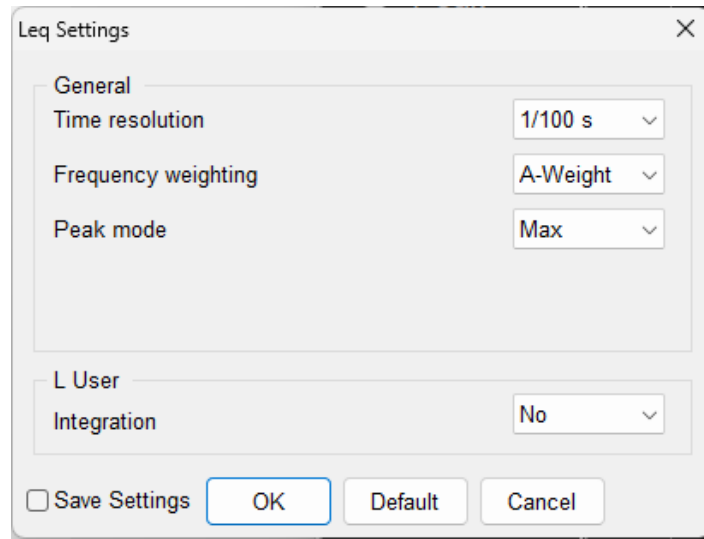 Leq Settings
General
Time resolution 1/100 s
Frequency weighting A-Weight
Peak mode Max
L User
Integration No
Save Settings OK Default Cancel